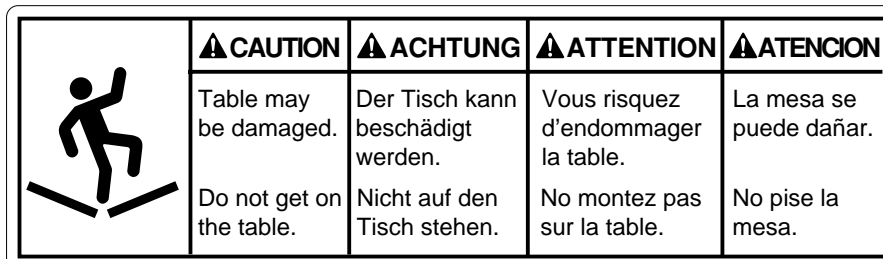 CAUTION
Table may
be damaged.
Do not get on
the table.
ACHTUNG
Der Tisch kann
beschädigt
werden.
Nicht auf den
Tisch stehen.
ATTENTION
Vous risquez
d'endommager
la table.
No montez pas
sur la table.
ATENCION
La mesa se
puede dañar.
No pise la
mesa.